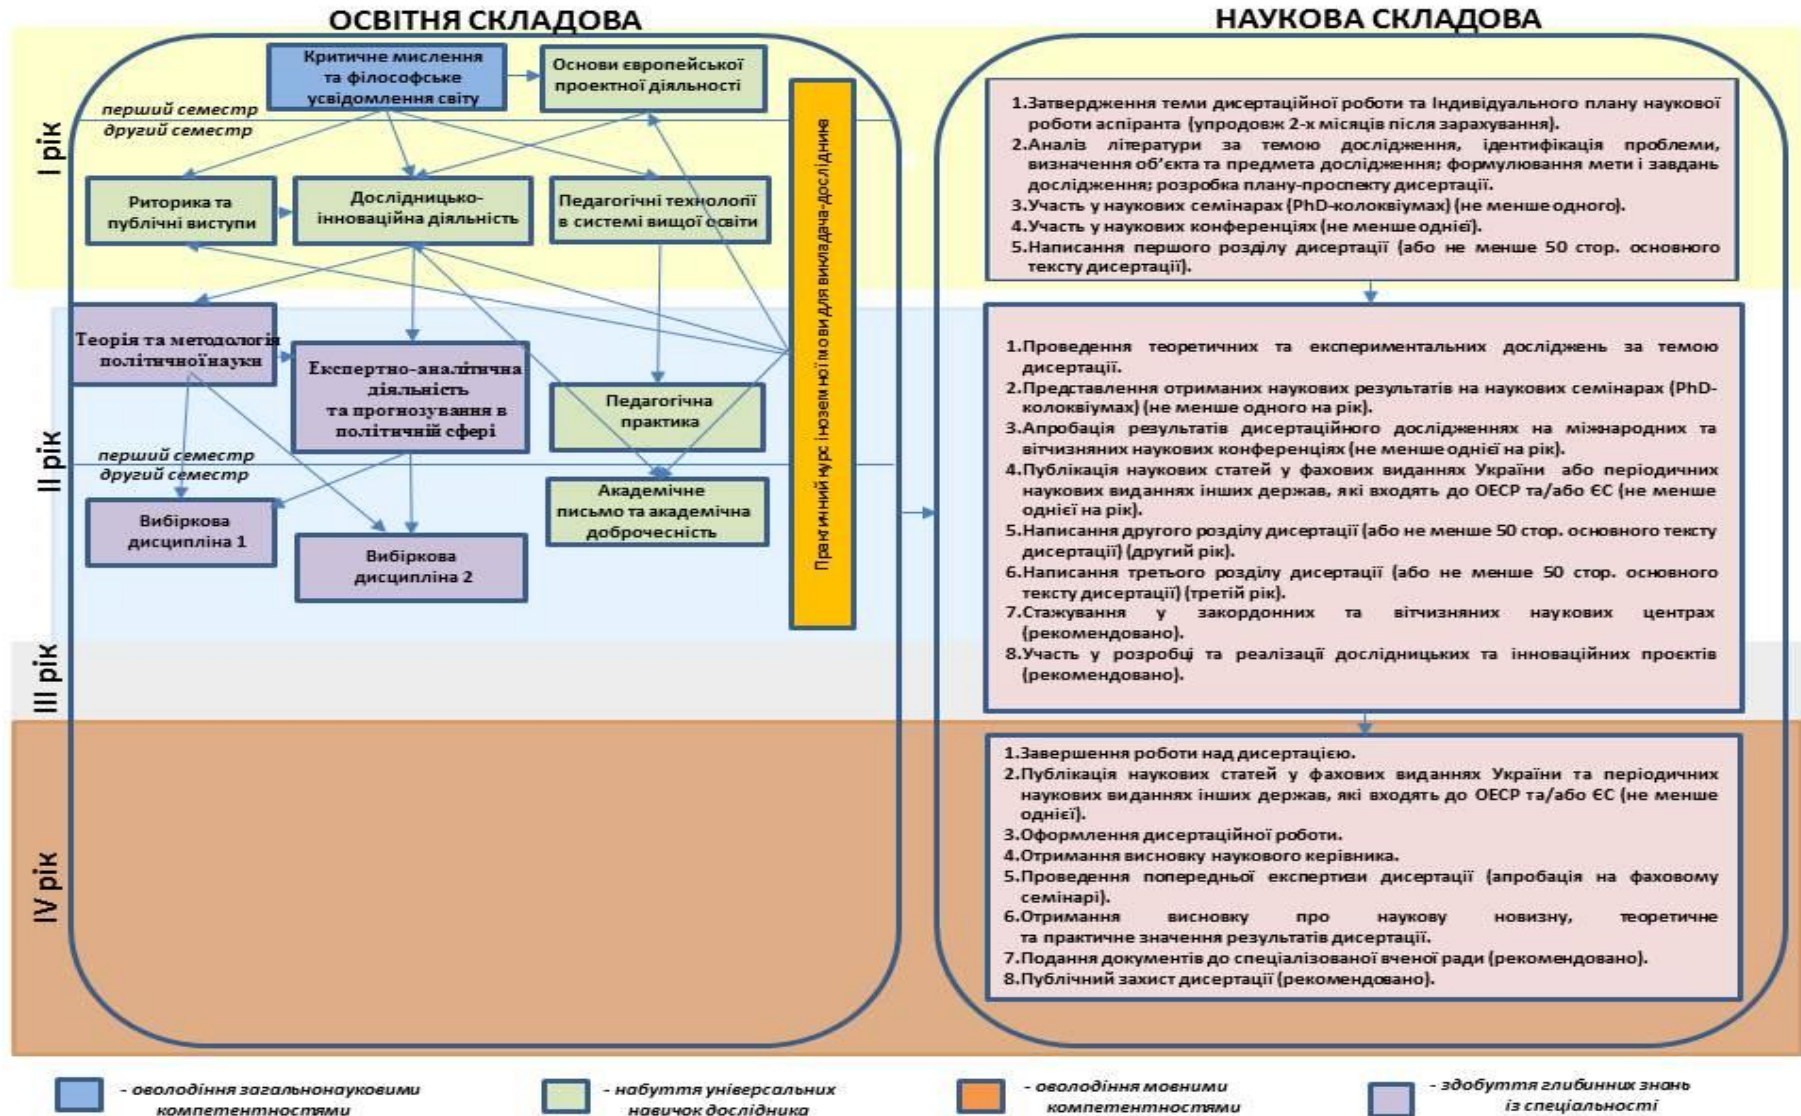 ОСВІТНЯ СКЛАДОВА
НАУКОВА СКЛАДОВА
I рік
Критичне мислення
та філософське
усвідомлення світу
Основи європейської
проектної діяльності
перший семестр
другий семестр
Риторика та
публічні виступи
Дослідницько-
інноваційна діяльність
Педагогічні технології
в системі вищої освіти
Практичний курс іноземної мови для викладача-дослідника
II рік
Теорія та методологія
політичної науки
Експертно-аналітична
діяльність
та прогнозування в
політичній сфері
Педагогічна
практика
перший семестр
другий семестр
Вибіркова
дисципліна 1
Вибіркова
дисципліна 2
Академічне
письмо та академічна
доброчесність
III рік
IV рік
1.Затвердження теми дисертаційної роботи та Індивідуального плану наукової
роботи аспіранта (упродовж 2-х місяців після зарахування).
2.Аналіз літератури за темою дослідження, ідентифікація проблеми,
визначення об’єкта та предмета дослідження; формулювання мети і завдань
дослідження; розробка плану-проспекту дисертації.
3.Участь у наукових семінарах (PhD-колоквіумах) (не менше одного).
4.Участь у наукових конференціях (не менше однієї).
5.Написання першого розділу дисертації (або не менше 50 стор. основного
тексту дисертації).
1.Проведення теоретичних та експериментальних досліджень за темою
дисертації.
2.Представлення отриманих наукових результатів на наукових семінарах (PhD-
колоквіумах) (не менше одного на рік).
3.Апробація результатів дисертаційного дослідженнях на міжнародних та
вітчизняних наукових конференціях (не менше однієї на рік).
4.Публікація наукових статей у фахових виданнях України або періодичних
наукових виданнях інших держав, які входять до ОЕСР та/або ЄС (не менше
однієї на рік).
5.Написання другого розділу дисертації (або не менше 50 стор. основного тексту
дисертації) (другий рік).
6.Написання третього розділу дисертації (або не менше 50 стор. основного
тексту дисертації) (третій рік).
7.Стажування у закордонних та вітчизняних наукових центрах
(рекомендовано).
8.Участь у розробці та реалізації дослідницьких та інноваційних проєктів
(рекомендовано).
1.Завершення роботи над дисертацією.
2.Публікація наукових статей у фахових виданнях України та періодичних
наукових виданнях інших держав, які входять до ОЕСР та/або ЄС (не менше
однієї).
3.Оформлення дисертаційної роботи.
4.Отримання висновку наукового керівника.
5.Проведення попередньої експертизи дисертації (апробація на фаховому
семінарі).
6.Отримання висновку про наукову новизну, теоретичне
та практичне значення результатів дисертації.
7.Подання документів до спеціалізованої вченої ради (рекомендовано).
8.Публічний захист дисертації (рекомендовано).
- оволодіння загальнонауковими
компетентностями
- набуття універсальних
навичок дослідника
- оволодіння мовними
компетентностями
- здобуття глибинних знань
із спеціальності